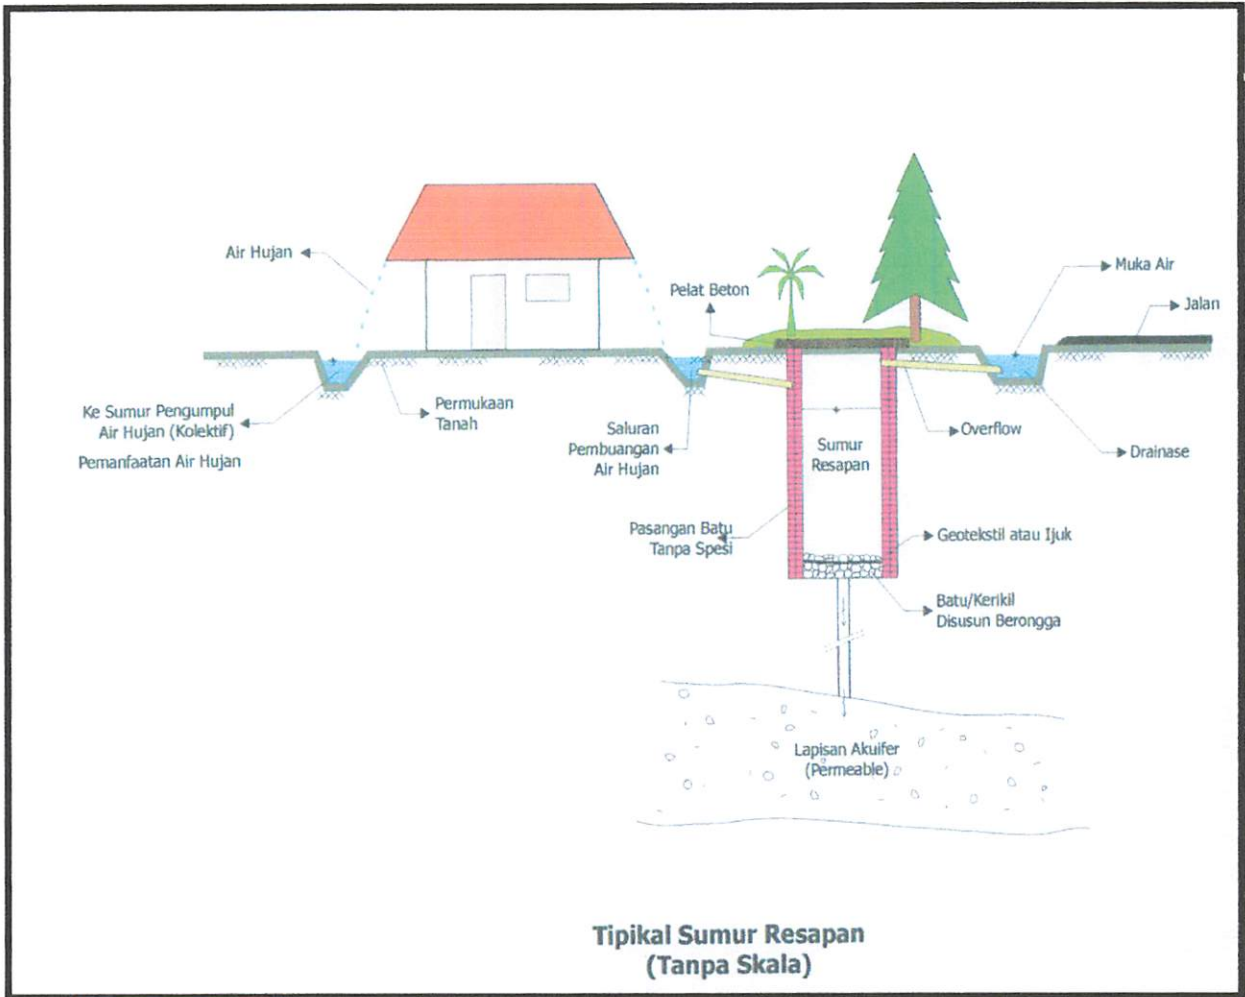 Air Hujan
Pelat Beton
Muka Air
Jalan
Ke Sumur Pengumpul
Air Hujan (Kolektif)
Pemanfaatan Air Hujan
Permukaan
Tanah
Saluran
Pembuangan
Air Hujan
Sumur
Resapan
Overflow
Drainase
Pasangan Batu
Tanpa Spesi
Geotekstil atau Ijuk
Batu/Kerikil
Disusun Berongga
Lapisan Akuifer
(Permeable)
Tipikal Sumur Resapan
(Tanpa Skala)